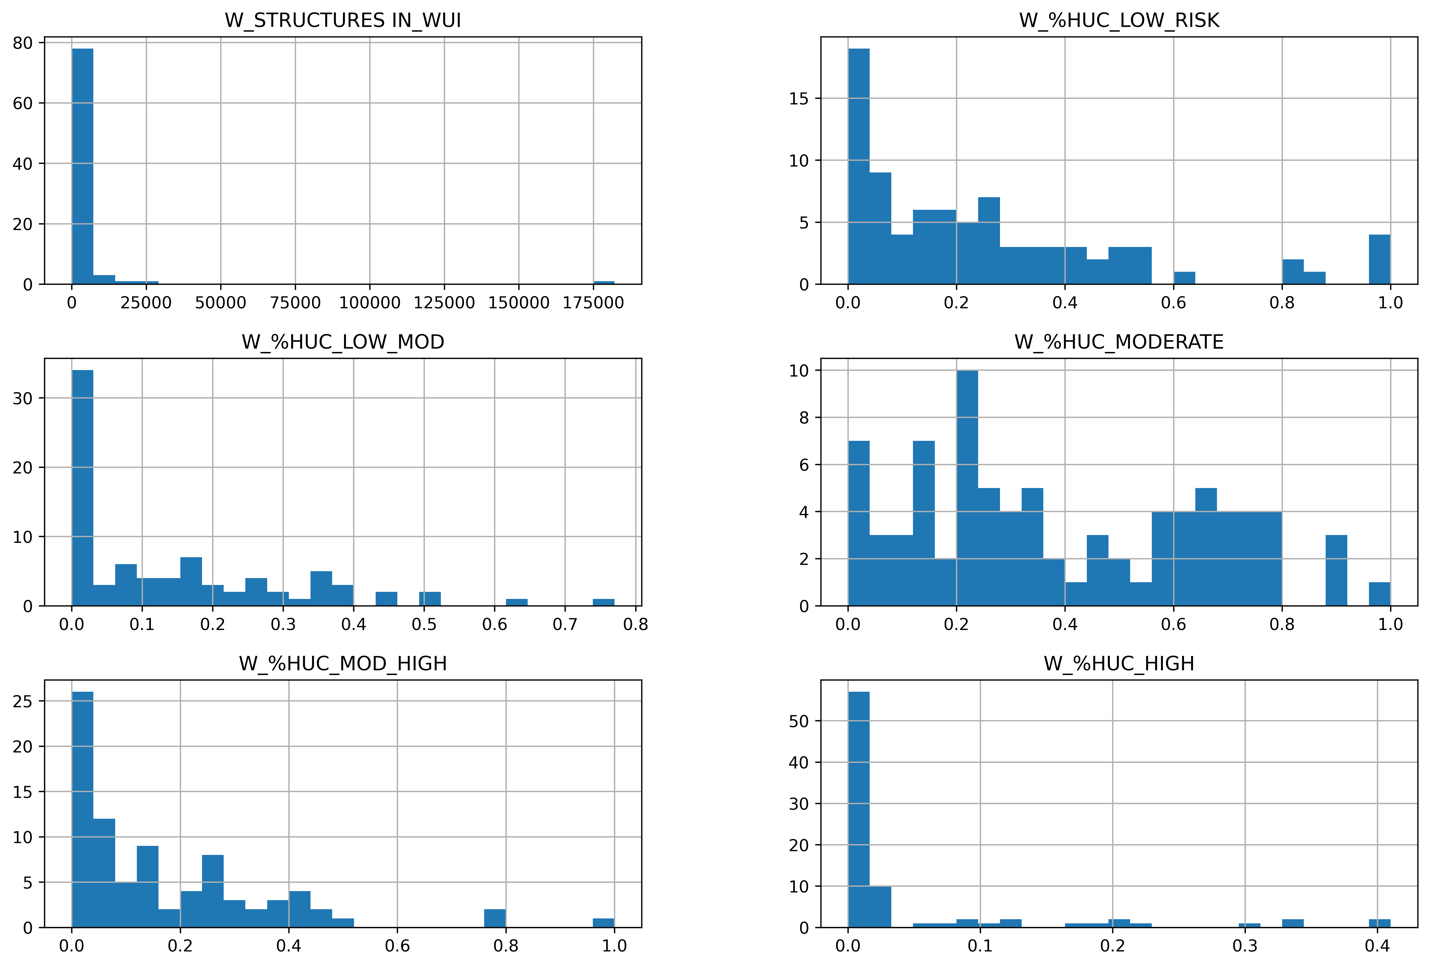 W_STRUCTURES IN_WUI
80
60
40
20
0
0 25000 50000 75000 100000 125000 150000 175000
W_%HUC_LOW_RISK
15
10
5
0
0.0 0.2 0.4 0.6 0.8 1.0
W_%HUC_LOW_MOD
30
20
10
0
0.0 0.1 0.2 0.3 0.4 0.5 0.6 0.7 0.8
W_%HUC_MODERATE
10
8
6
4
2
0
0.0 0.2 0.4 0.6 0.8 1.0
W_%HUC_MOD_HIGH
25
20
15
10
5
0
0.0 0.2 0.4 0.6 0.8 1.0
W_%HUC_HIGH
50
40
30
20
10
0
0.0 0.1 0.2 0.3 0.4